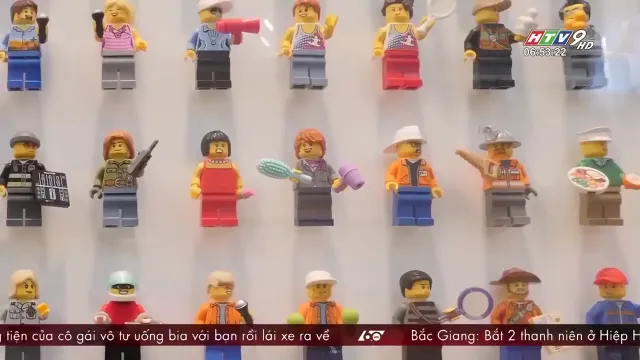 HTV9 HD
06:53:22
g tiện của cô gái vô tư uống bia với bạn rồi lái xe ra về
Bắc Giang: Bắt 2 thanh niên ở Hiệp H